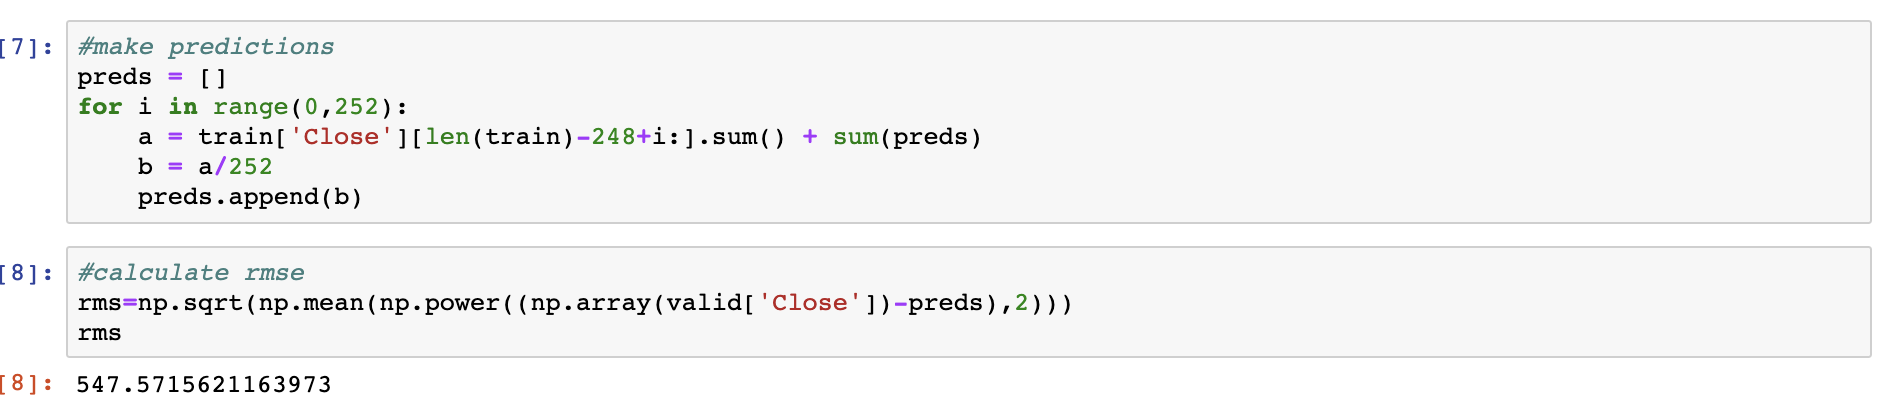 [7]: #make predictions
preds = []
for i in range(0,252):
    a = train['Close'][len(train)-248+i:].sum() + sum(preds)
    b = a/252
    preds.append(b)
[8]: #calculate rmse
rms=np.sqrt(np.mean(np.power((np.array(valid['Close'])-preds),2)))
rms
[8]: 547.5715621163973